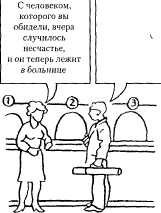 С человеком,
которого вы
обидели, вчера
случилось
несчастье,
и он теперь лежит
в больнице
1 2 3